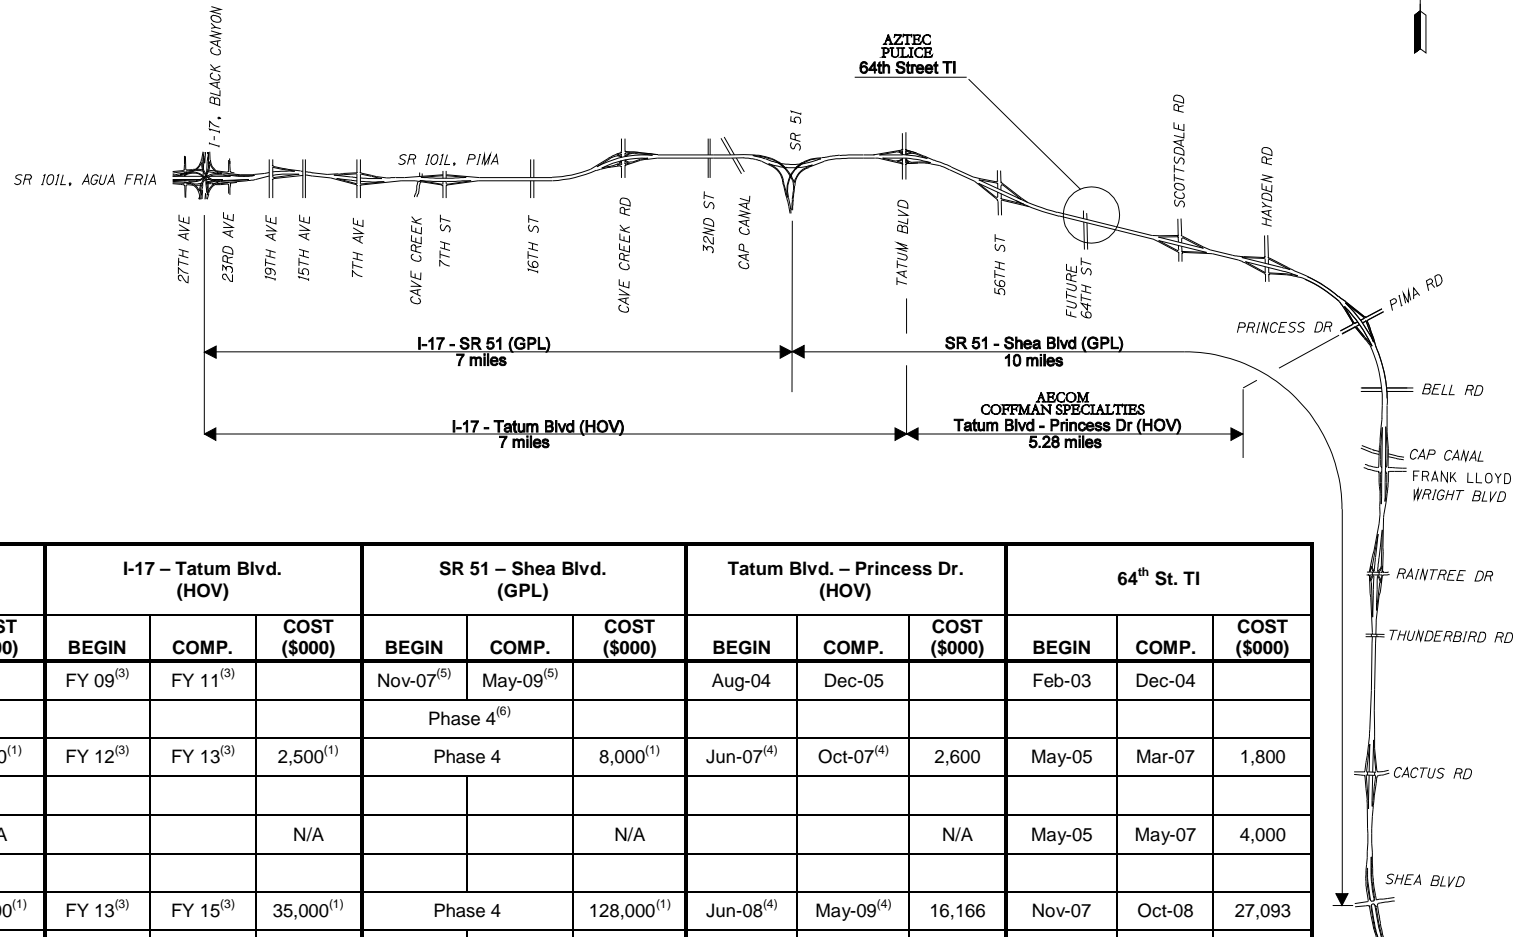 AZTEC
PULICE
64th Street TI
I-17, BLACK CANYON
SR 51
SCOTTSDALE RD
HAYDEN RD
SR 101L, PIMA
SR 101L, AGUA FRIA
27TH AVE
23RD AVE
19TH AVE
15TH AVE
7TH AVE
CAVE CREEK
7TH ST
16TH ST
CAVE CREEK RD
32ND ST
CAP CANAL
TATUM BLVD
56TH ST
FUTURE
64TH ST
PIMA RD
PRINCESS DR
I-17 - SR 51 (GPL)
7 miles
SR 51 - Shea Blvd (GPL)
10 miles
BELL RD
AECOM
COFFMAN SPECIALTIES
I-17 - Tatum Blvd (HOV)
7 miles
Tatum Blvd - Princess Dr (HOV)
5.28 miles
CAP CANAL
FRANK LLOYD
WRIGHT BLVD
RAINTREE DR
THUNDERBIRD RD
CACTUS RD
SHEA BLVD
I-17 – Tatum Blvd.
(HOV)
SR 51 – Shea Blvd.
(GPL)
Tatum Blvd. – Princess Dr.
(HOV)
64th St. TI
BEGIN COMP. COST
($000) BEGIN COMP. COST
($000) BEGIN COMP. COST
($000) BEGIN COMP. COST
($000)
FY 09(3) FY 11(3) Nov-07(5) May-09(5) Aug-04 Dec-05 Feb-03 Dec-04
Phase 4(6)
FY 12(3) FY 13(3) 2,500(1) Phase 4 8,000(1) Jun-07(4) Oct-07(4) 2,600 May-05 Mar-07 1,800
N/A N/A N/A May-05 May-07 4,000
FY 13(3) FY 15(3) 35,000(1) Phase 4 128,000(1) Jun-08(4) May-09(4) 16,166 Nov-07 Oct-08 27,093